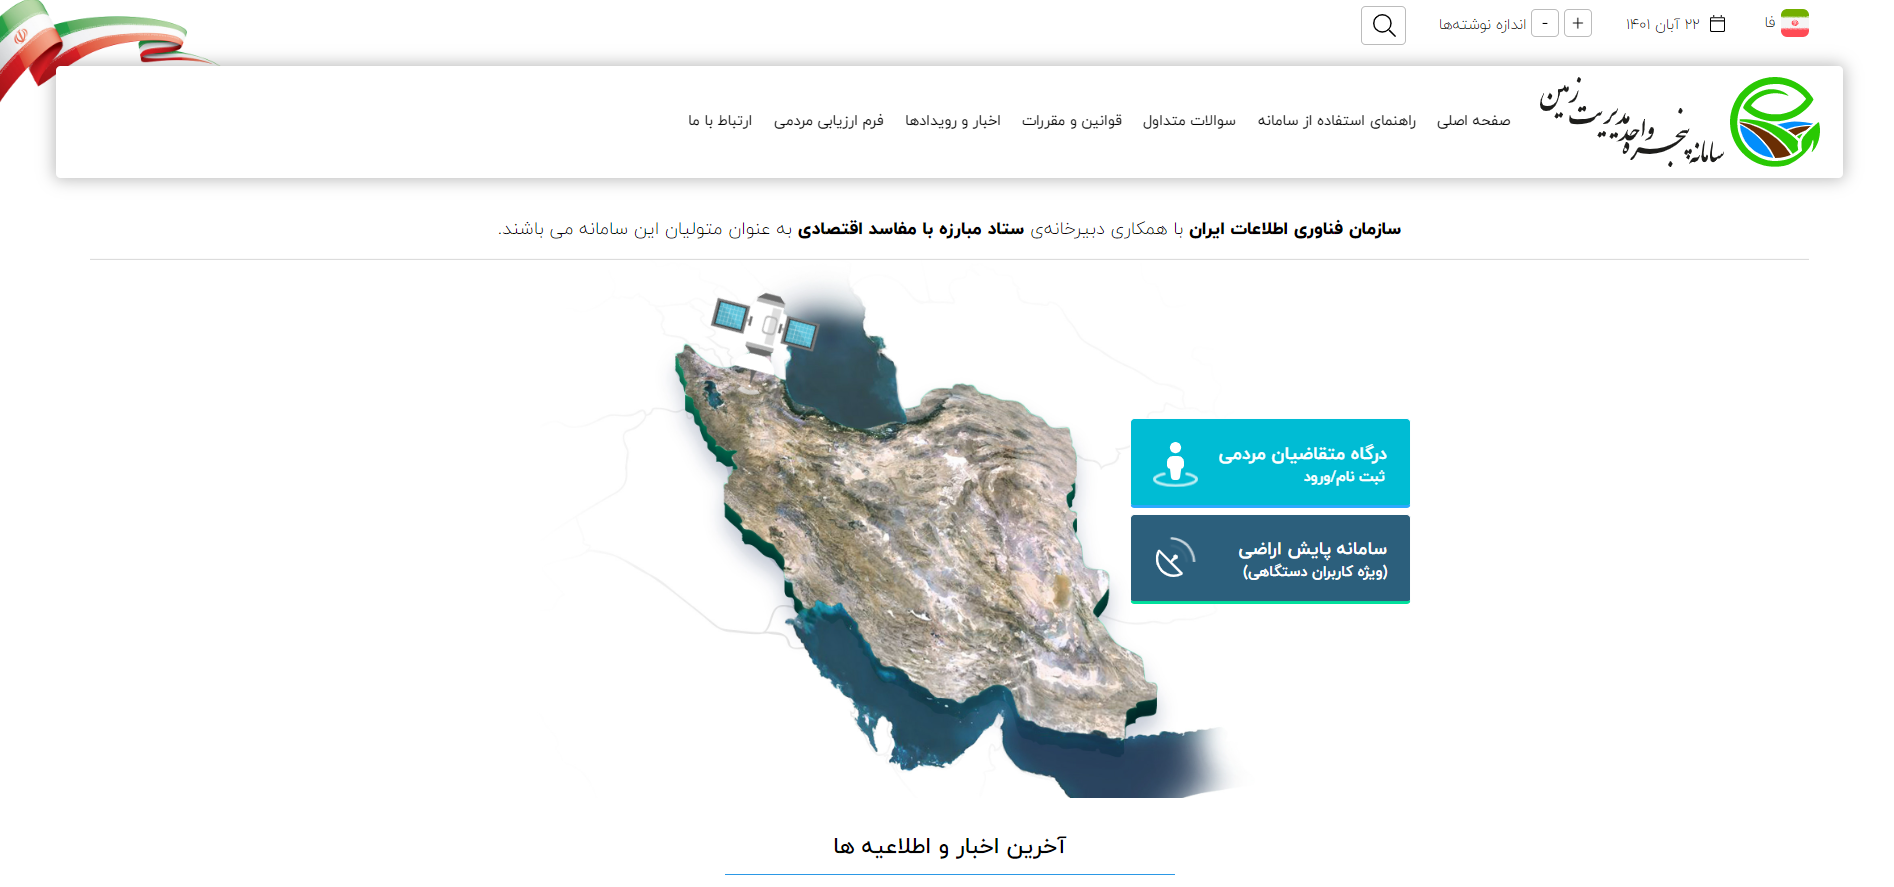 فا
۲۲ آبان ۱۴۰۱
+ - اندازه نوشته‌ها
سامانه پنجره واحد مدیریت زمین
صفحه اصلی راهنمای استفاده از سامانه سوالات متداول قوانین و مقررات اخبار و رویدادها فرم ارزیابی مردمی ارتباط با ما
سازمان فناوری اطلاعات ایران با همکاری دبیرخانه‌ی ستاد مبارزه با مفاسد اقتصادی به عنوان متولیان این سامانه می باشند.
درگاه متقاضیان مردمی
ثبت نام/ورود
سامانه پایش اراضی
(ویژه کاربران دستگاهی)
آخرین اخبار و اطلاعیه ها